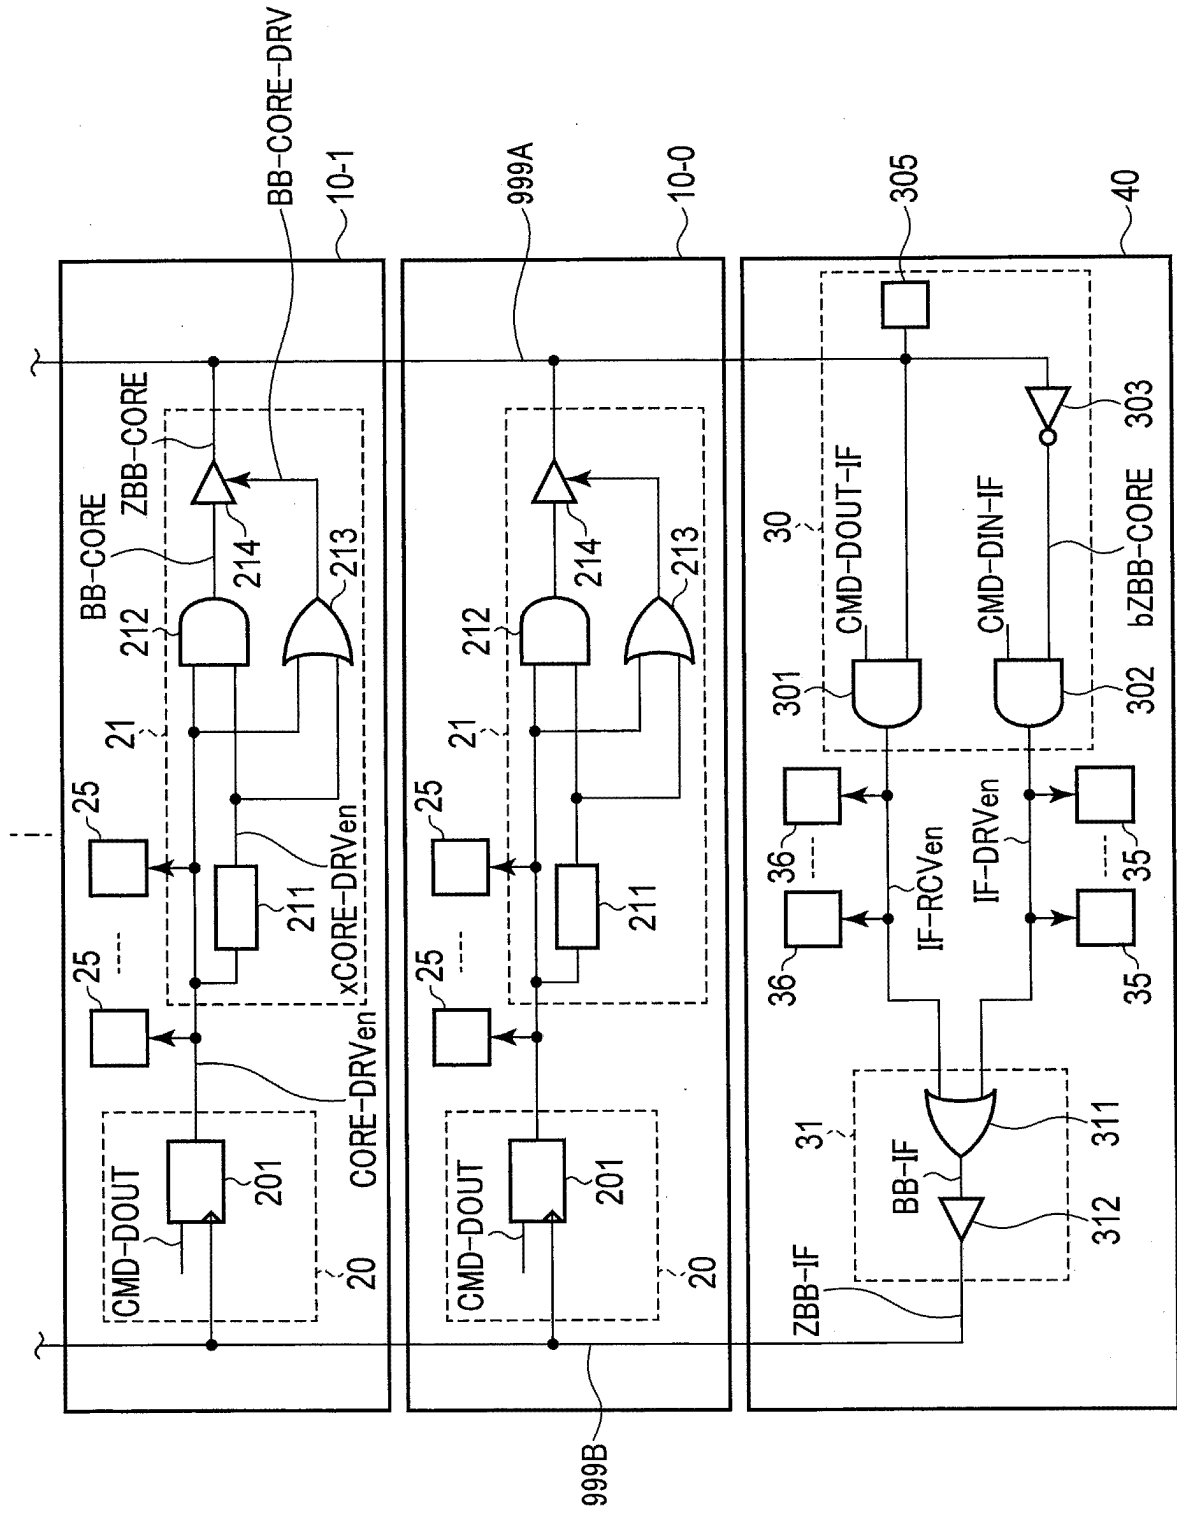 BB-CORE-DRV
10-1
999A
10-0
305
40
BB-CORE
ZBB-CORE
214
212
213
21
25
25
211
xCORE-DRVen
CORE-DRVen
CMD-DOUT
201
20
214
212
213
21
25
25
211
CMD-DOUT
201
20
30
CMD-DOUT-IF
CMD-DIN-IF
303
bZBB-CORE
301
302
36
36
IF-RCVen
IF-DRVen
35
35
31
311
BB-IF
312
ZBB-IF
999B